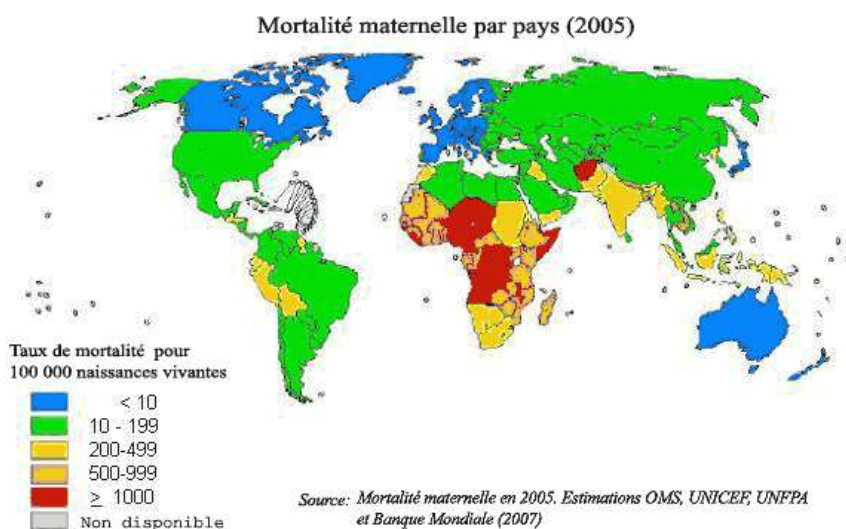 Mortalité maternelle par pays (2005)
Taux de mortalité pour
100 000 naissances vivantes
< 10
10 - 199
200-499
500-999
≥ 1000
Non disponible
Source: Mortalité maternelle en 2005. Estimations OMS, UNICEF, UNFPA
et Banque Mondiale (2007)